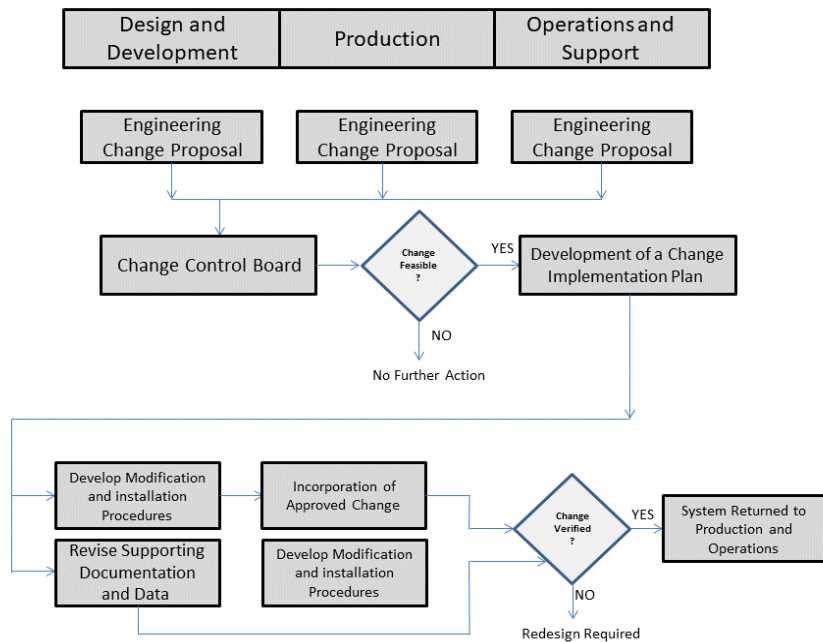 Design and
Development
Production
Operations and
Support
Engineering
Change Proposal
Engineering
Change Proposal
Engineering
Change Proposal
Change Control Board
Change
Feasible
?
YES
Development of a Change
Implementation Plan
NO
No Further Action
Develop Modification
and installation
Procedures
Incorporation of
Approved Change
Change
Verified
?
YES
System Returned to
Production and
Operations
Revise Supporting
Documentation
and Data
Develop Modification
and installation
Procedures
NO
Redesign Required